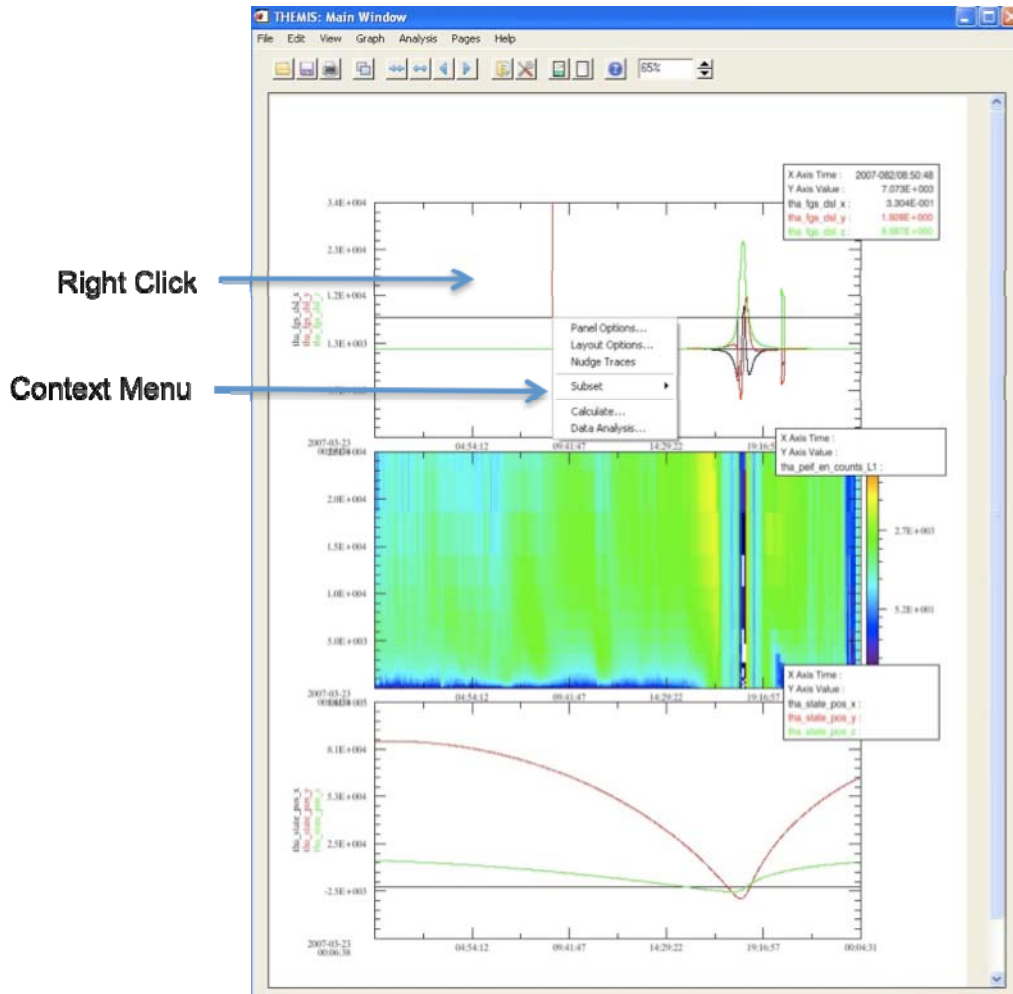 THEMIS: Main Window
File Edit View Graph Analysis Pages Help
65%
X Axis Time : 2007-082/08:50:48
Y Axis Value : 7.073E+003
tha_fgs_dsl_x : 3.304E-001
tha_fgs_dsl_y :
tha_fgs_dsl_z :
3.4E+004
2.3E+004
1.2E+004
1.3E+003
tha_fgs_dsl_x
tha_fgs_dsl_y
Right Click
Context Menu
Panel Options...
Layout Options...
Nudge Traces
Subset
Calculate...
Data Analysis...
2007-03-23
04:54:12 09:41:47 14:29:22 19:16:57
X Axis Time :
Y Axis Value :
tha_peif_en_counts_L1 :
2.0E+004
1.5E+004
1.0E+004
5.0E+003
2.7E+003
5.2E+001
2007-03-23
04:54:12 09:41:47 14:29:22 19:16:57
X Axis Time :
Y Axis Value :
tha_state_pos_x :
tha_state_pos_y :
tha_state_pos_z :
8.1E+004
5.3E+004
2.5E+004
-2.5E+003
tha_state_pos_x
tha_state_pos_y
2007-03-23
00:06:38
04:54:12 09:41:47 14:29:22 19:16:57 00:04:31